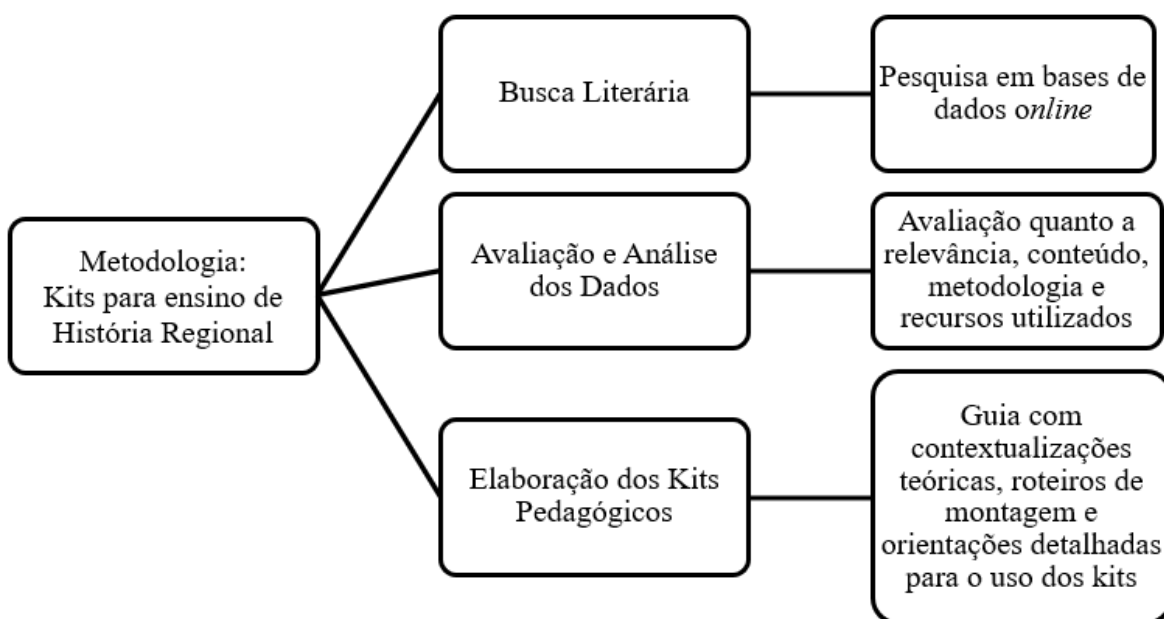 Metodologia:
Kits para ensino de
História Regional
Busca Literária
Pesquisa em bases de
dados online
Avaliação e Análise
dos Dados
Avaliação quanto a
relevância, conteúdo,
metodologia e
recursos utilizados
Elaboração dos Kits
Pedagógicos
Guia com
contextualizações
teóricas, roteiros de
montagem e
orientações detalhadas
para o uso dos kits